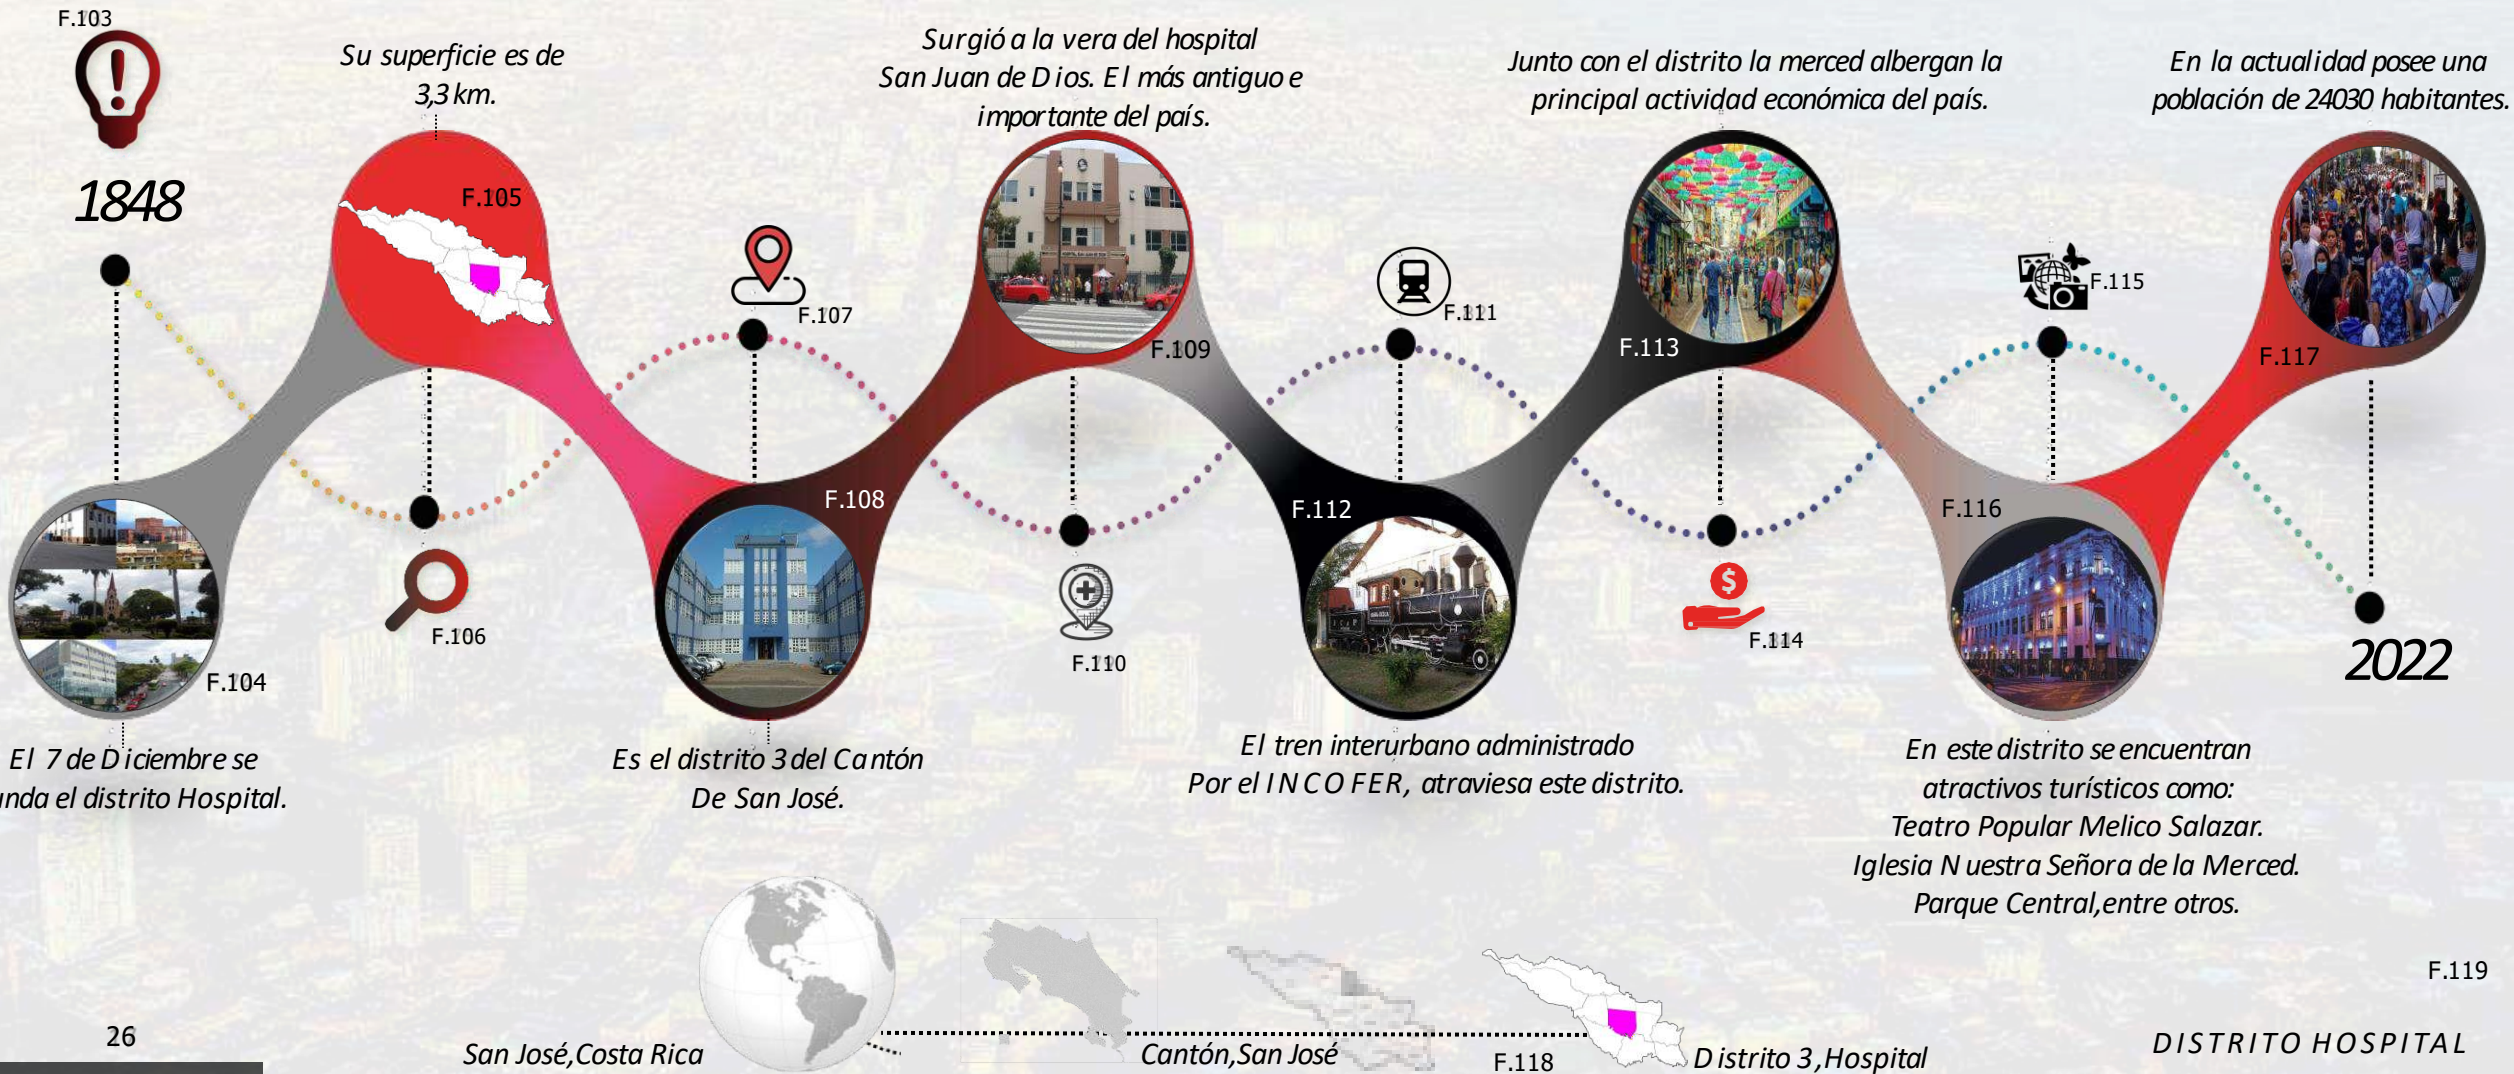 F.103
1848
El 7 de Diciembre se
unda el distrito Hospital.
F.104
Su superficie es de
3,3 km.
F.105
F.106
F.107
F.108
Es el distrito 3 del Cantón
De San José.
Surgió a la vera del hospital
San Juan de Dios. El más antiguo e
importante del país.
F.109
F.110
F.111
F.112
El tren interurbano administrado
Por el INCOFER, atraviesa este distrito.
Junto con el distrito la merced albergan la
principal actividad económica del país.
F.113
F.114
F.115
F.116
En este distrito se encuentran
atractivos turísticos como:
Teatro Popular Melico Salazar.
Iglesia Nuestra Señora de la Merced.
Parque Central,entre otros.
En la actualidad posee una
población de 24030 habitantes.
F.117
2022
F.119
26
San José,Costa Rica
Cantón,San José
F.118
Distrito 3,Hospital
DISTRITO HOSPITAL